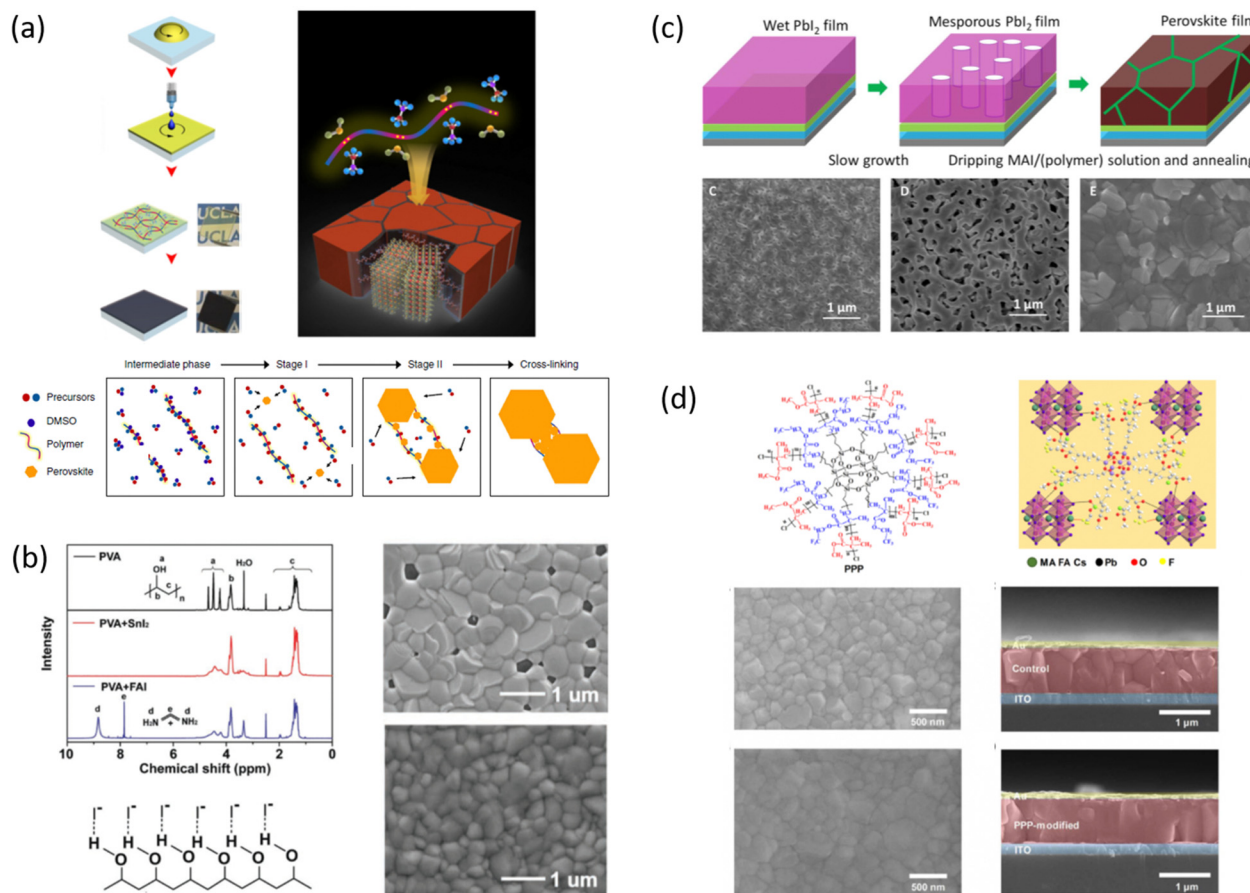 (a)
UCLA
UCLA
Intermediate phase
Stage I
Stage II
Cross-linking
Precursors
DMSO
Polymer
Perovskite
(b)
PVA
a
OH
c
b
n
a
b
H₂O
c
PVA+SnI₂
PVA+FAI
d
e
d
e
d
H₂N
NH₂
+
Intensity
10
8
6
4
2
0
Chemical shift (ppm)
I⁻ I⁻ I⁻ I⁻ I⁻ I⁻
H H H H H H
O O O O O O
1 um
1 um
(c)
Wet PbI₂ film
Mesporous PbI₂ film
Perovskite film
Slow growth
Dripping MAI/(polymer) solution and annealing
C
D
E
1 µm
1 µm
1 µm
(d)
PPP
MA FA Cs
Pb
O
F
500 nm
Au
Control
ITO
1 µm
500 nm
Au
PPP-modified
ITO
1 µm